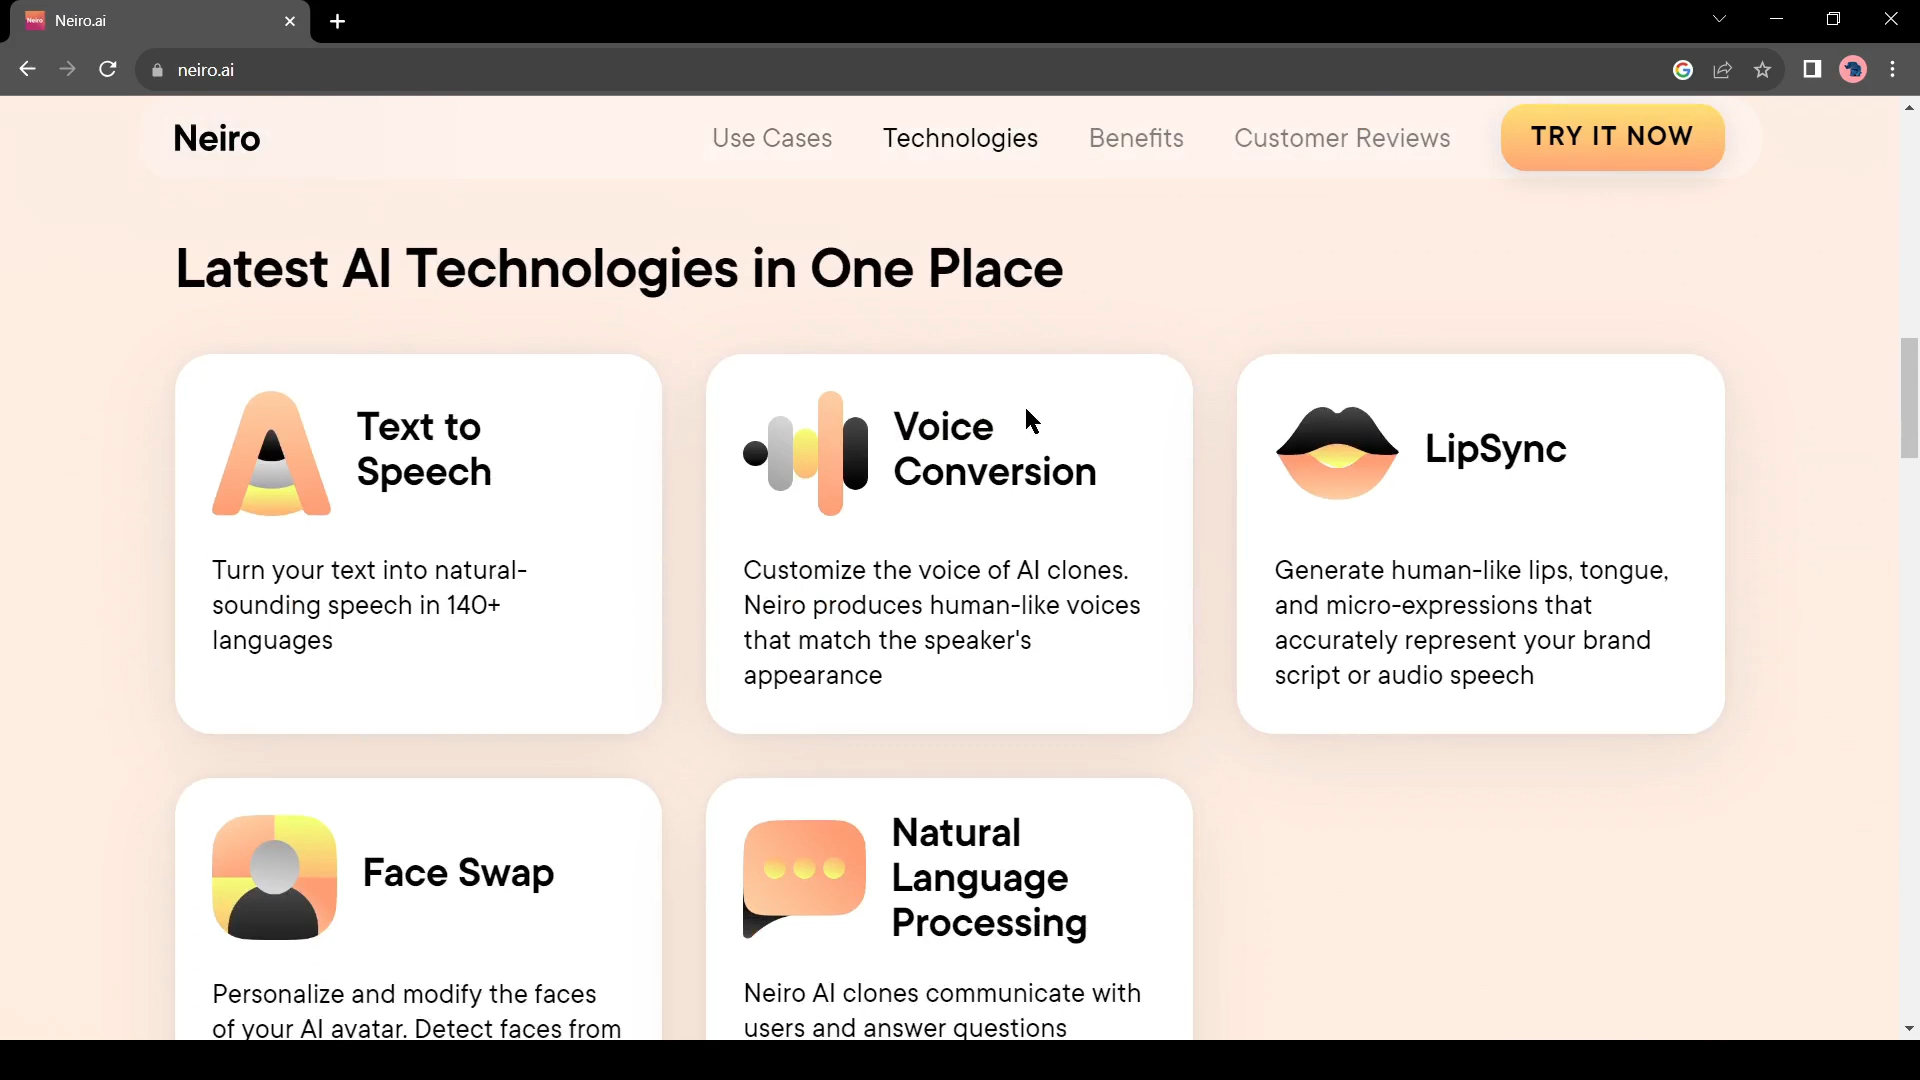 Neiro.ai
neiro.ai
Neiro
Use Cases
Technologies
Benefits
Customer Reviews
TRY IT NOW
Latest AI Technologies in One Place
Text to
Speech
Turn your text into natural-
sounding speech in 140+
languages
Voice
Conversion
Customize the voice of AI clones.
Neiro produces human-like voices
that match the speaker's
appearance
LipSync
Generate human-like lips, tongue,
and micro-expressions that
accurately represent your brand
script or audio speech
Face Swap
Personalize and modify the faces
of your AI avatar. Detect faces from
Natural
Language
Processing
Neiro AI clones communicate with
users and answer questions